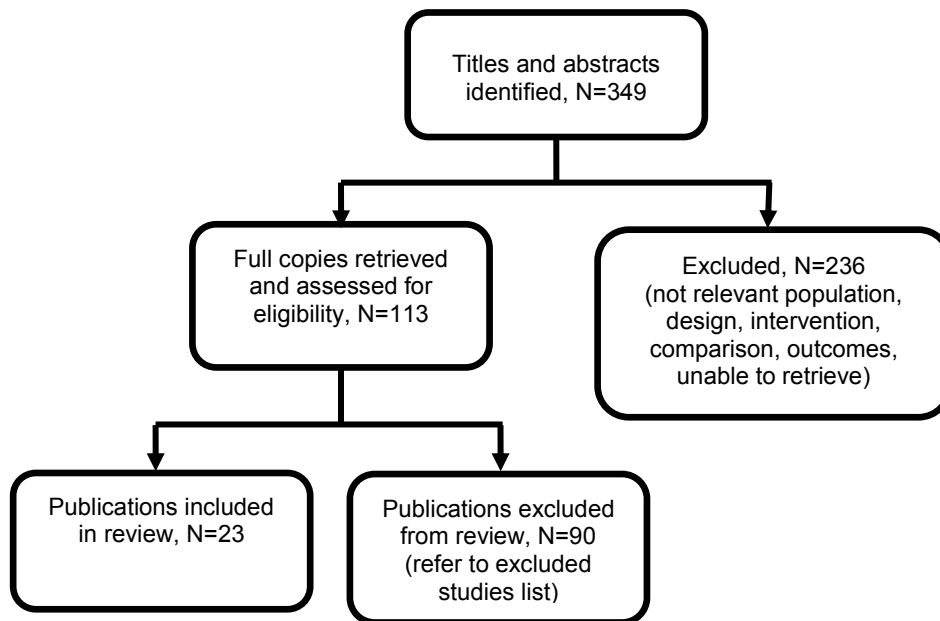 Titles and abstracts
identified, N=349
Full copies retrieved
and assessed for
eligibility, N=113
Excluded, N=236
(not relevant population,
design, intervention,
comparison, outcomes,
unable to retrieve)
Publications included
in review, N=23
Publications excluded
from review, N=90
(refer to excluded
studies list)